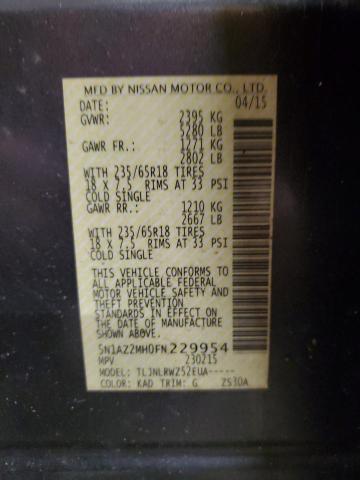 MFD BY NISSAN MOTOR CO., LTD.
DATE: 04/15
GVWR: 2395 KG
5280 LB
GAWR FR.: 1271 KG
2802 LB
WITH 235/65R18 TIRES
18 X 7.5 RIMS AT 33 PSI
COLD SINGLE
GAWR RR.: 1210 KG
2667 LB
WITH 235/65R18 TIRES
18 X 7.5 RIMS AT 33 PSI
COLD SINGLE
THIS VEHICLE CONFORMS TO
ALL APPLICABLE FEDERAL
MOTOR VEHICLE SAFETY AND
THEFT PREVENTION
STANDARDS IN EFFECT ON
THE DATE OF MANUFACTURE
SHOWN ABOVE.
5N1AZ2MH0FN229954
MPV 230215
MODEL: TLJNLRWZ52EUA-----
COLOR: KAD TRIM: G Z530A